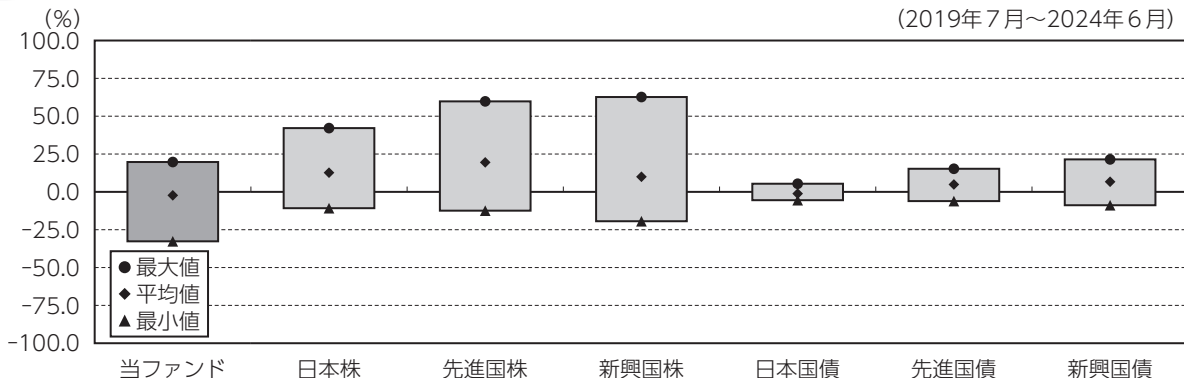 (%)
(2019年7月～2024年6月)
100.0
75.0
50.0
25.0
0.0
-25.0
-50.0
-75.0
-100.0
●最大値
◆平均値
▲最小値
当ファンド 日本株 先進国株 新興国株 日本国債 先進国債 新興国債